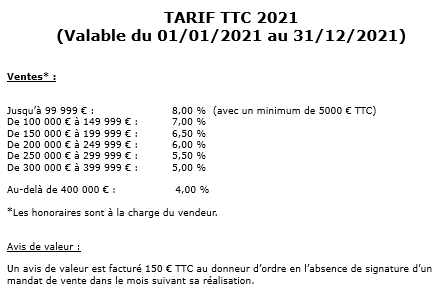 TARIF TTC 2021
(Valable du 01/01/2021 au 31/12/2021)
Ventes* :
Jusqu'à 99 999 € : 8,00 % (avec un minimum de 5000 € TTC)
De 100 000 € à 149 999 € : 7,00 %
De 150 000 € à 199 999 € : 6,50 %
De 200 000 € à 249 999 € : 6,00 %
De 250 000 € à 299 999 € : 5,50 %
De 300 000 € à 399 999 € : 5,00 %
Au-delà de 400 000 € : 4,00 %
*Les honoraires sont à la charge du vendeur.
Avis de valeur :
Un avis de valeur est facturé 150 € TTC au donneur d'ordre en l'absence de signature d'un
mandat de vente dans le mois suivant sa réalisation.